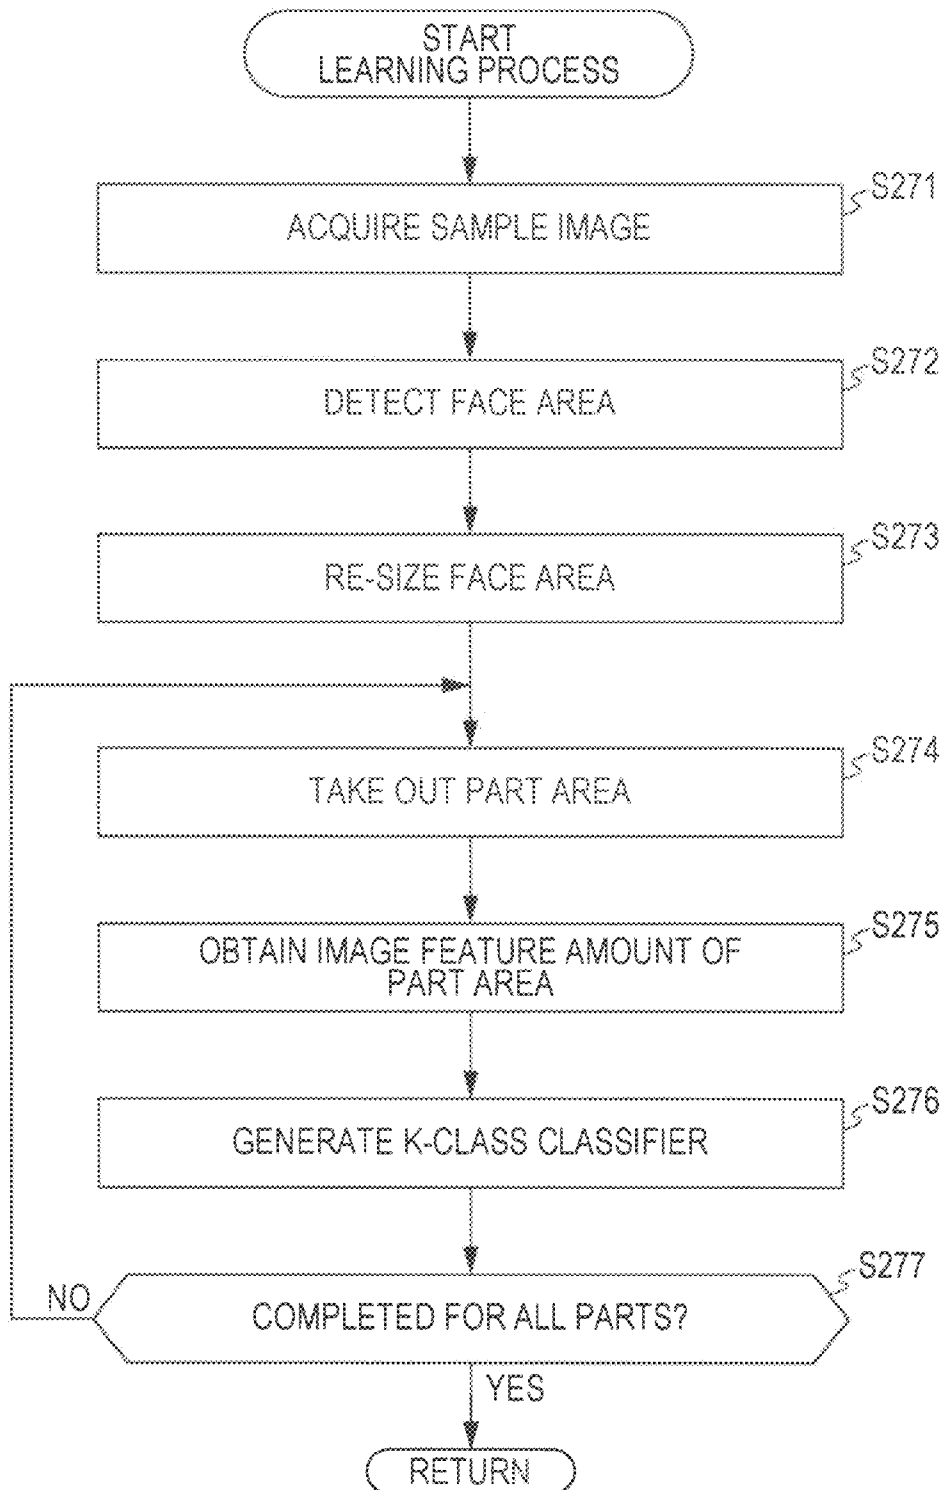 START
LEARNING PROCESS
S271
ACQUIRE SAMPLE IMAGE
S272
DETECT FACE AREA
S273
RE-SIZE FACE AREA
S274
TAKE OUT PART AREA
S275
OBTAIN IMAGE FEATURE AMOUNT OF
PART AREA
S276
GENERATE K-CLASS CLASSIFIER
S277
NO
COMPLETED FOR ALL PARTS?
YES
RETURN